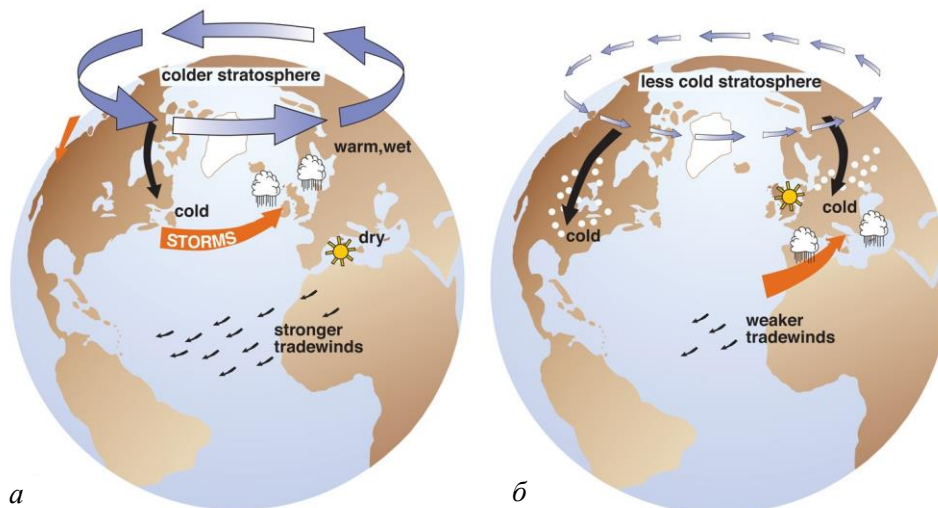 colder stratosphere
warm,wet
cold
STORMS
dry
stronger
tradewinds
а
less cold stratosphere
cold
cold
weaker
tradewinds
б